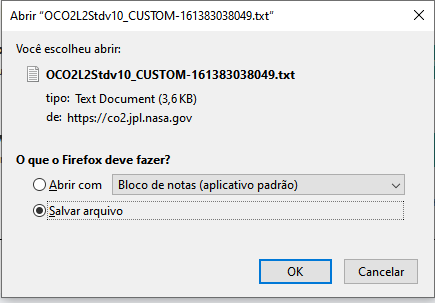 Abrir "OCO2L2Stdv10_CUSTOM-161383038049.txt"
Você escolheu abrir:
OCO2L2Stdv10_CUSTOM-161383038049.txt
tipo: Text Document (3,6 KB)
de: https://co2.jpl.nasa.gov
O que o Firefox deve fazer?
Abrir com Bloco de notas (aplicativo padrão)
Salvar arquivo
OK Cancelar